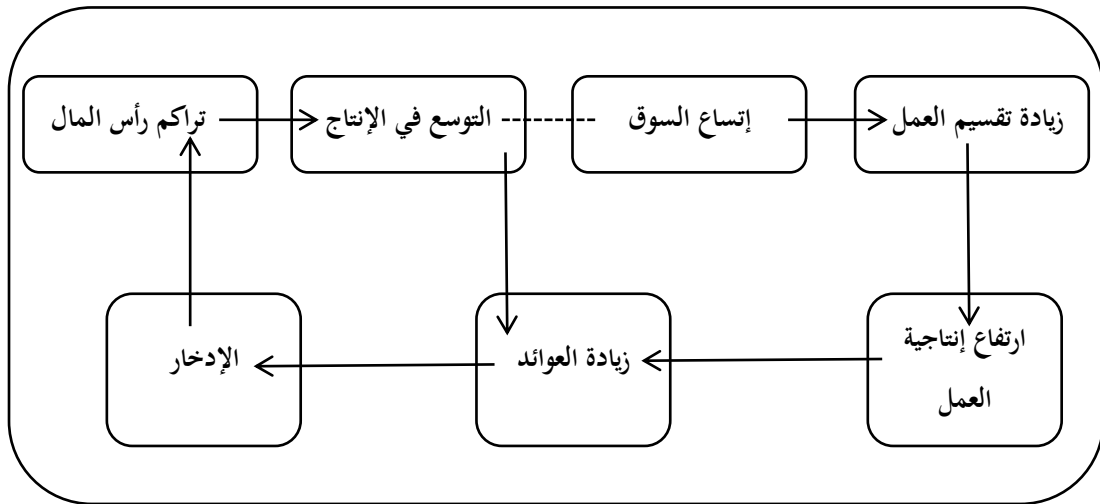 زيادة تقسيم العمل
إتساع السوق
التوسع في الإنتاج
تراكم رأس المال
ارتفاع إنتاجية
العمل
زيادة العوائد
الإدخار